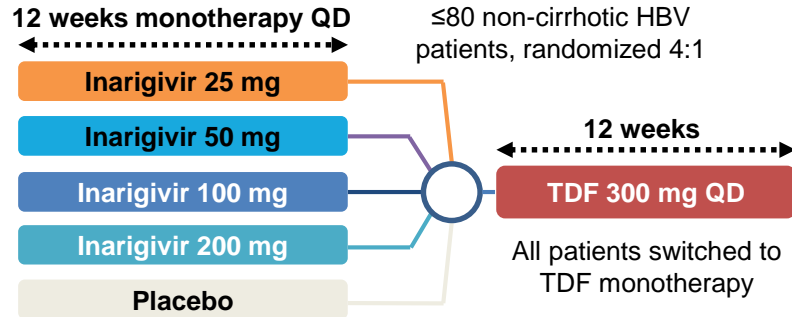 12 weeks monotherapy QD
≤80 non-cirrhotic HBV
patients, randomized 4:1
Inarigivir 25 mg
Inarigivir 50 mg
Inarigivir 100 mg
Inarigivir 200 mg
Placebo
12 weeks
TDF 300 mg QD
All patients switched to
TDF monotherapy